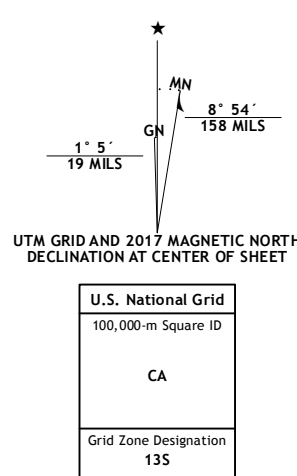 ★
MN
GN
8° 54´
158 MILS
1° 5´
19 MILS
UTM GRID AND 2017 MAGNETIC NORTH
DECLINATION AT CENTER OF SHEET
U.S. National Grid
100,000-m Square ID
CA
Grid Zone Designation
13S